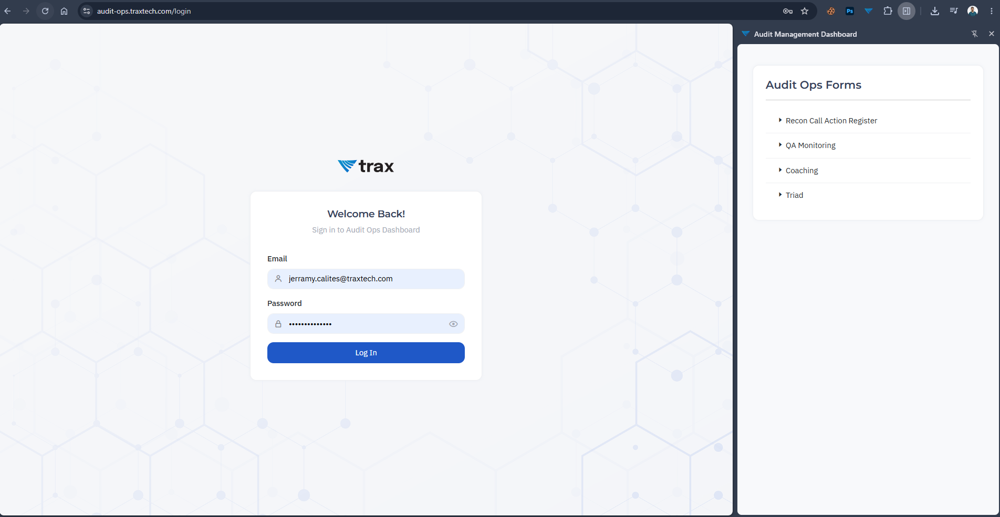 audit-ops.traxtech.com/login
Ps
Audit Management Dashboard
trax
Welcome Back!
Sign in to Audit Ops Dashboard
Email
jerramy.calites@traxtech.com
Password
••••••••••••••
Log In
Audit Ops Forms
Recon Call Action Register
QA Monitoring
Coaching
Triad